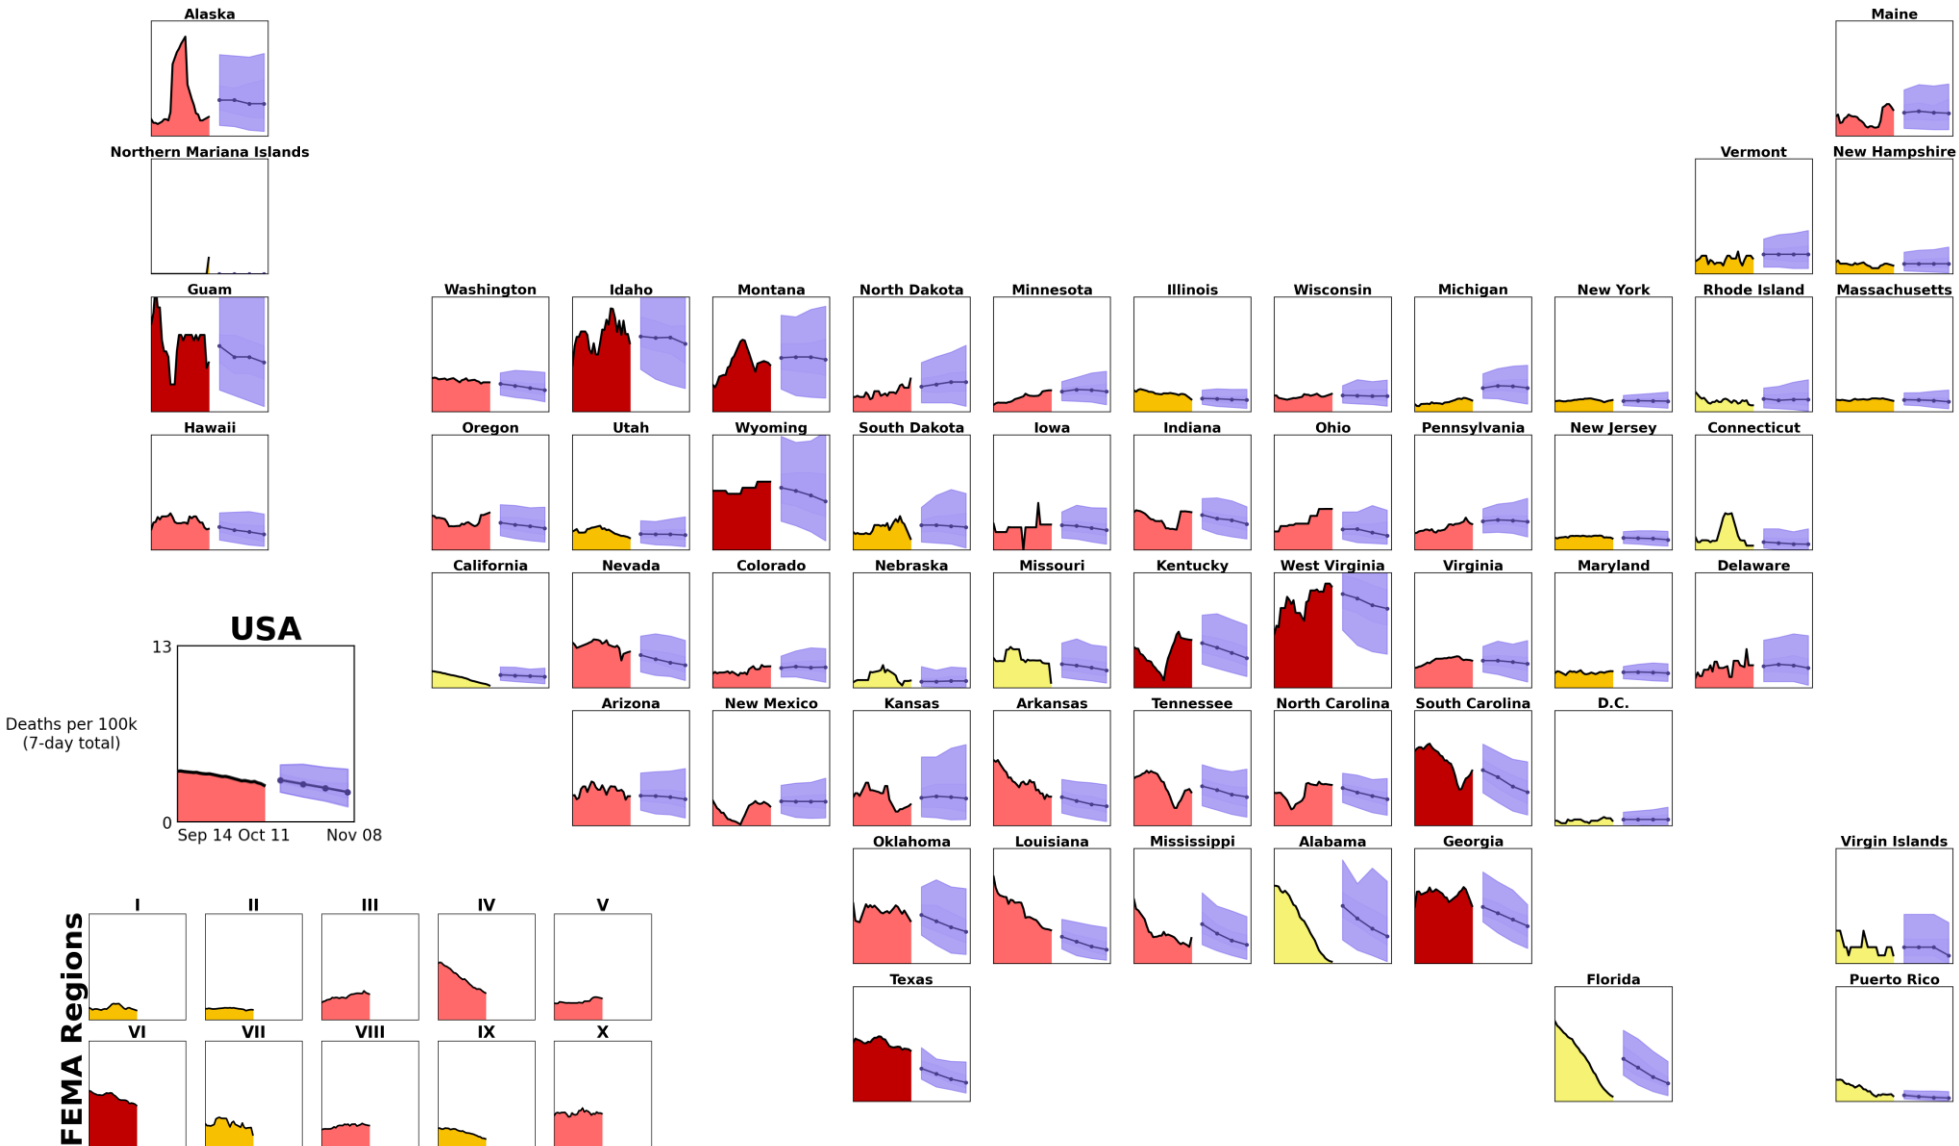 Alaska
Maine
Northern Mariana Islands
Vermont
New Hampshire
Guam
Washington
Idaho
Montana
North Dakota
Minnesota
Illinois
Wisconsin
Michigan
New York
Rhode Island
Massachusetts
Hawaii
Oregon
Utah
Wyoming
South Dakota
Iowa
Indiana
Ohio
Pennsylvania
New Jersey
Connecticut
California
Nevada
Colorado
Nebraska
Missouri
Kentucky
West Virginia
Virginia
Maryland
Delaware
USA
13
Deaths per 100k
(7-day total)
0
Sep 14 Oct 11
Nov 08
Arizona
New Mexico
Kansas
Arkansas
Tennessee
North Carolina
South Carolina
D.C.
Oklahoma
Louisiana
Mississippi
Alabama
Georgia
Virgin Islands
Texas
Florida
Puerto Rico
FEMA Regions
I
II
III
IV
V
VI
VII
VIII
IX
X